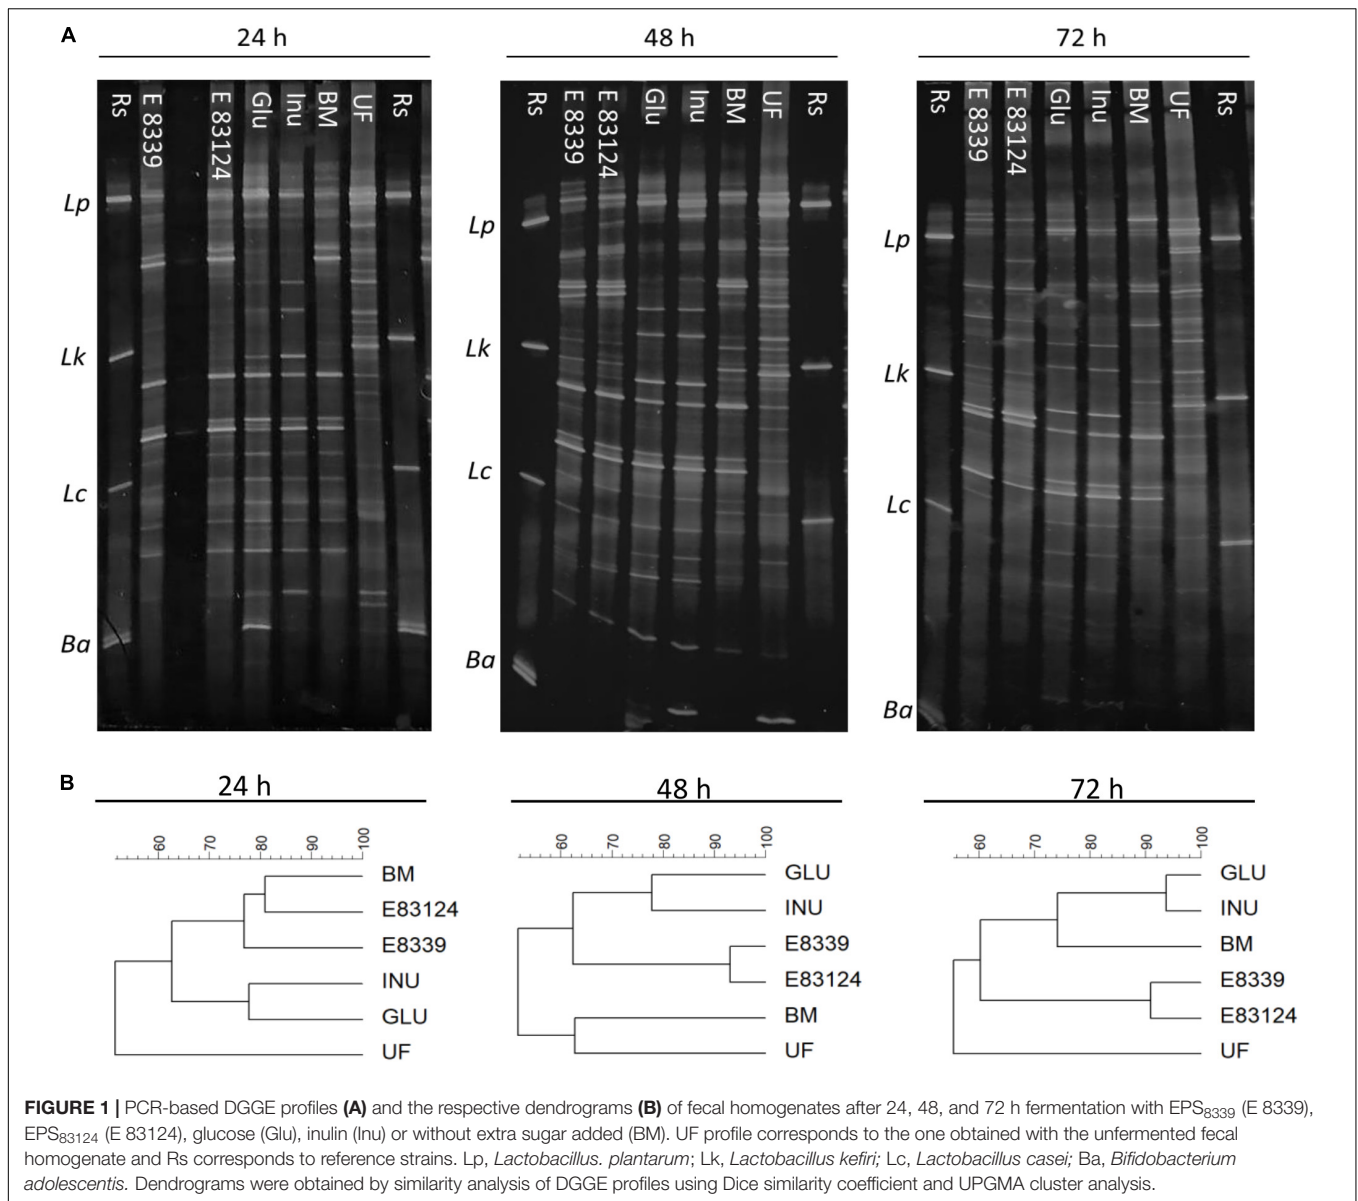 A
24 h
48 h
72 h
Rs
E 8339
E 83124
Glu
Inu
BM
UF
Rs
Rs
E 8339
E 83124
Glu
Inu
BM
UF
Rs
Rs
E 8339
E 83124
Glu
Inu
BM
UF
Rs
Lp
Lk
Lc
Ba
Lp
Lk
Lc
Ba
Lp
Lk
Lc
Ba
B
24 h
48 h
72 h
60 70 80 90 100
BM
E83124
E8339
INU
GLU
UF
60 70 80 90 100
GLU
INU
E8339
E83124
BM
UF
60 70 80 90 100
GLU
INU
BM
E8339
E83124
UF
FIGURE 1 | PCR-based DGGE profiles (A) and the respective dendrograms (B) of fecal homogenates after 24, 48, and 72 h fermentation with EPS8339 (E 8339),
EPS83124 (E 83124), glucose (Glu), inulin (Inu) or without extra sugar added (BM). UF profile corresponds to the one obtained with the unfermented fecal
homogenate and Rs corresponds to reference strains. Lp, Lactobacillus. plantarum; Lk, Lactobacillus kefiri; Lc, Lactobacillus casei; Ba, Bifidobacterium
adolescentis. Dendrograms were obtained by similarity analysis of DGGE profiles using Dice similarity coefficient and UPGMA cluster analysis.